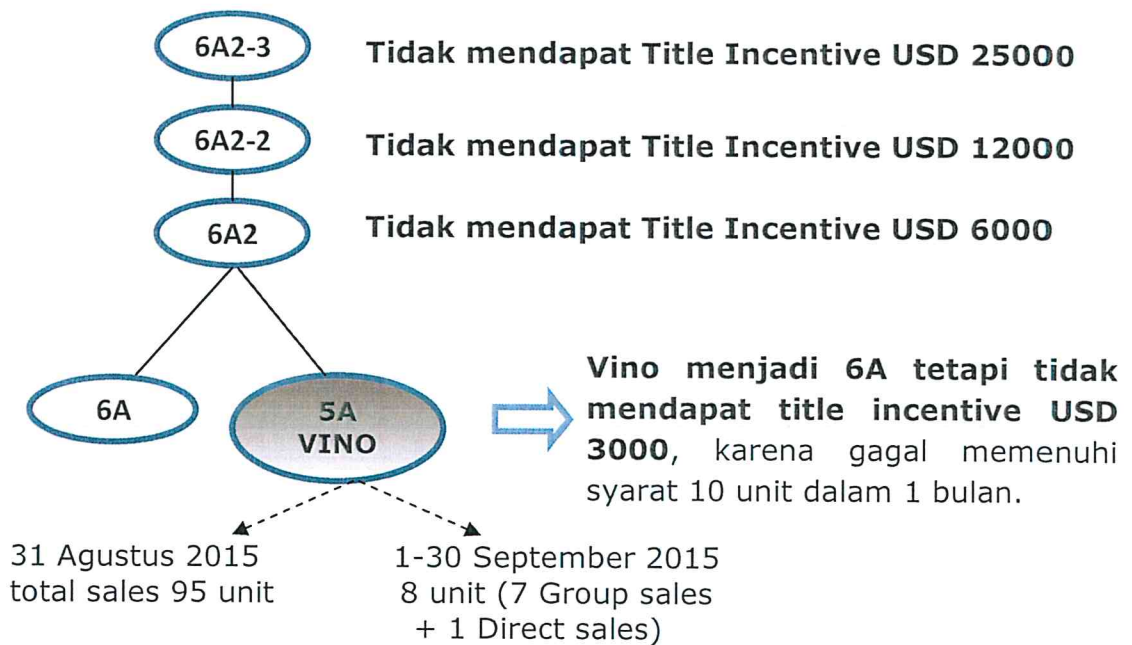 6A2-3
Tidak mendapat Title Incentive USD 25000
6A2-2
Tidak mendapat Title Incentive USD 12000
6A2
Tidak mendapat Title Incentive USD 6000
6A
5A
VINO
Vino menjadi 6A tetapi tidak
mendapat title incentive USD
3000, karena gagal memenuhi
syarat 10 unit dalam 1 bulan.
31 Agustus 2015
total sales 95 unit
1-30 September 2015
8 unit (7 Group sales
+ 1 Direct sales)